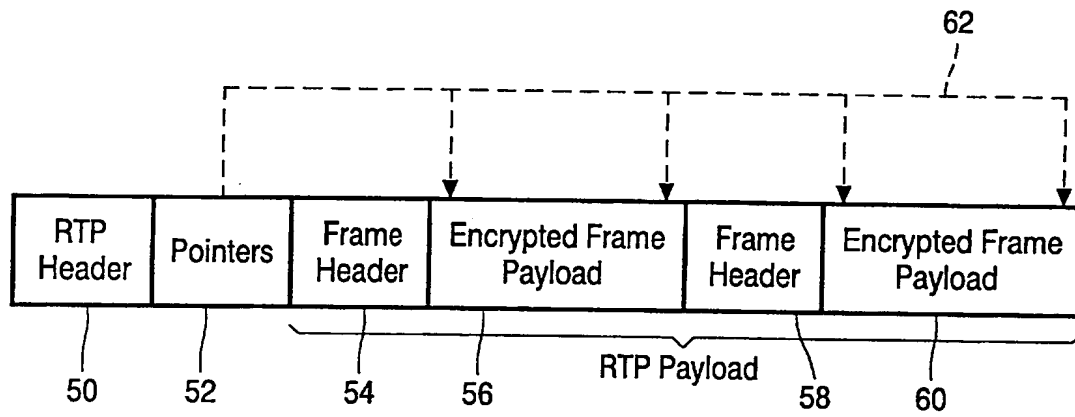 62
RTP
Header
Pointers
Frame
Header
Encrypted Frame
Payload
Frame
Header
Encrypted Frame
Payload
RTP Payload
50
52
54
56
58
60